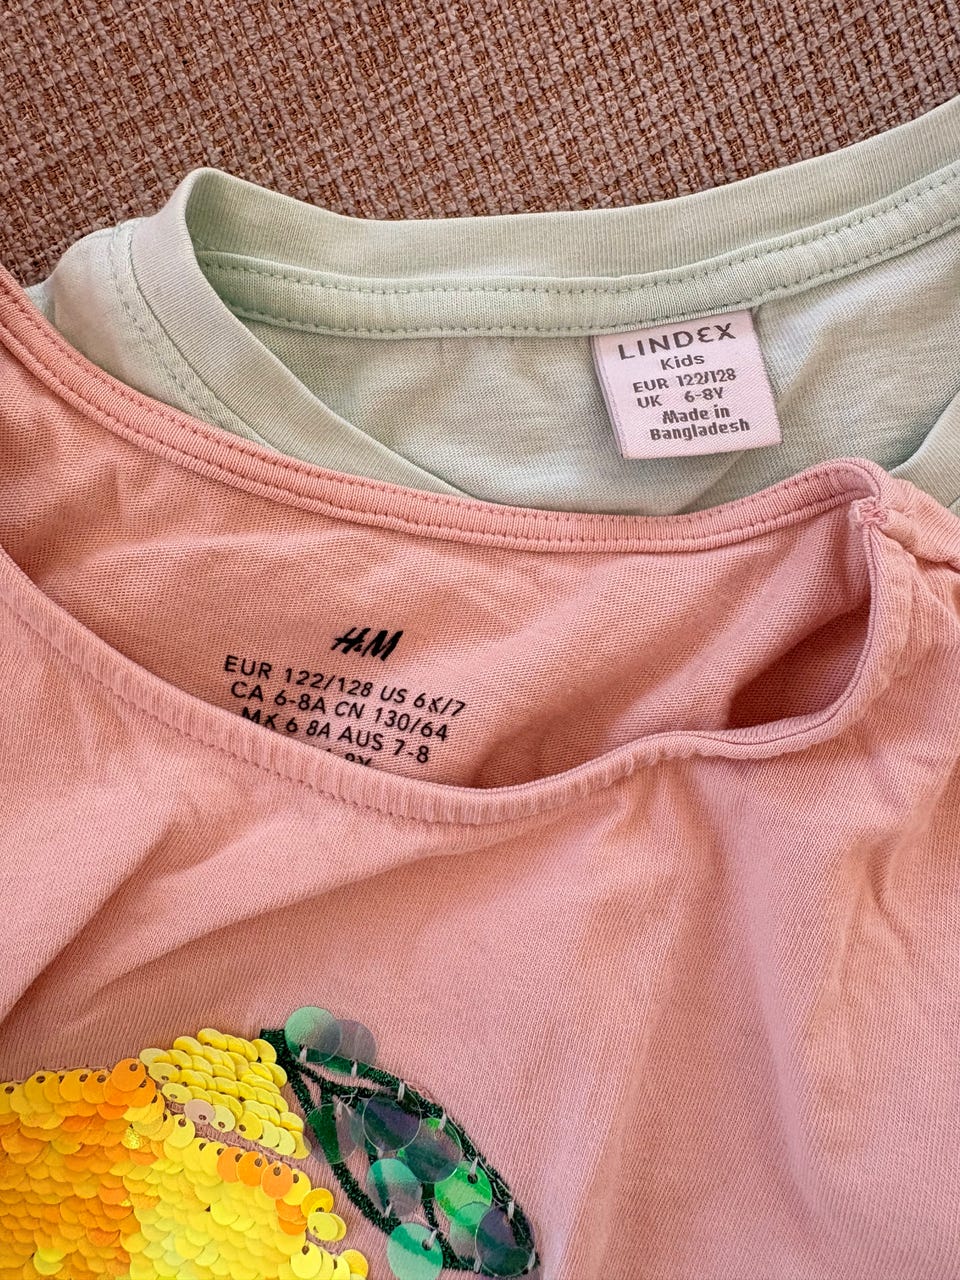 LINDEX
Kids
EUR 122/128
UK 6-8Y
Made in
Bangladesh
H&M
EUR 122/128 US 6X/7
CA 6-8A CN 130/64
MX 6 8A AUS 7-8